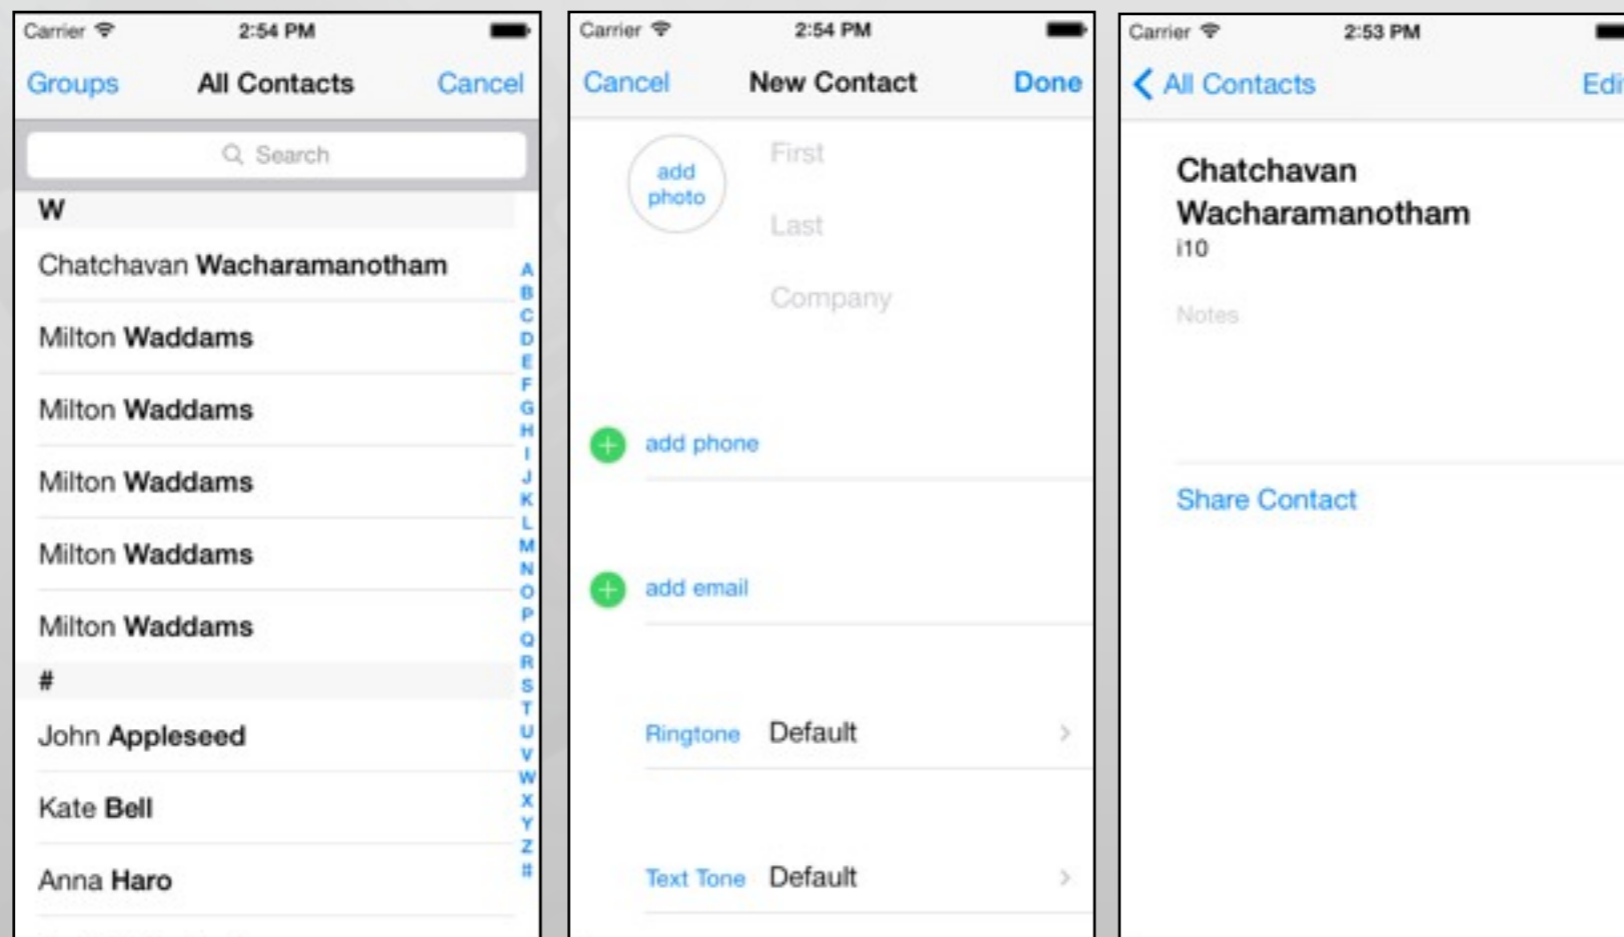 Carrier 2:54 PM
Groups All Contacts Cancel
Search
W
Chatchavan Wacharamanotham
Milton Waddams
Milton Waddams
Milton Waddams
Milton Waddams
Milton Waddams
#
John Appleseed
Kate Bell
Anna Haro
A
B
C
D
E
F
G
H
I
J
K
L
M
N
O
P
Q
R
S
T
U
V
W
X
Y
Z
#
Carrier 2:54 PM
Cancel New Contact Done
add
photo
First
Last
Company
add phone
add email
Ringtone Default
Text Tone Default
Carrier 2:53 PM
All Contacts Edi
Chatchavan
Wacharamanotham
i10
Notes
Share Contact